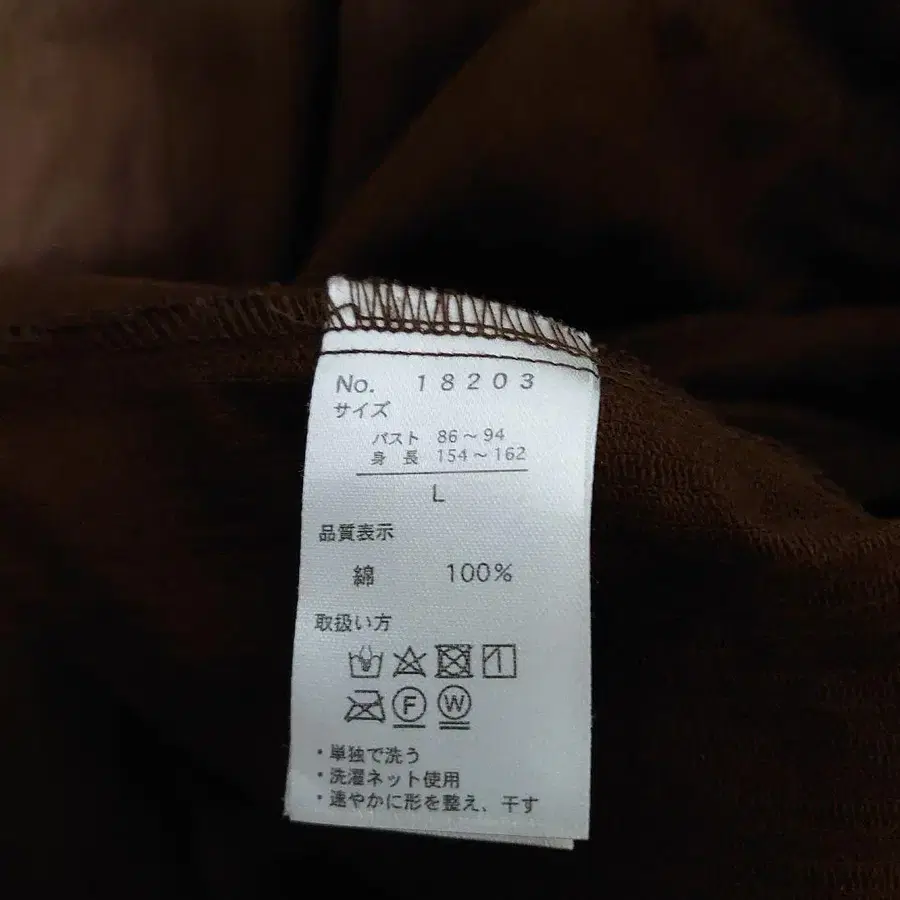 No. 18203
サイズ
バスト 86～94
身長 154～162
L
品質表示
綿 100%
取扱い方
F W
・単独で洗う
・洗濯ネット使用
・速やかに形を整え、干す